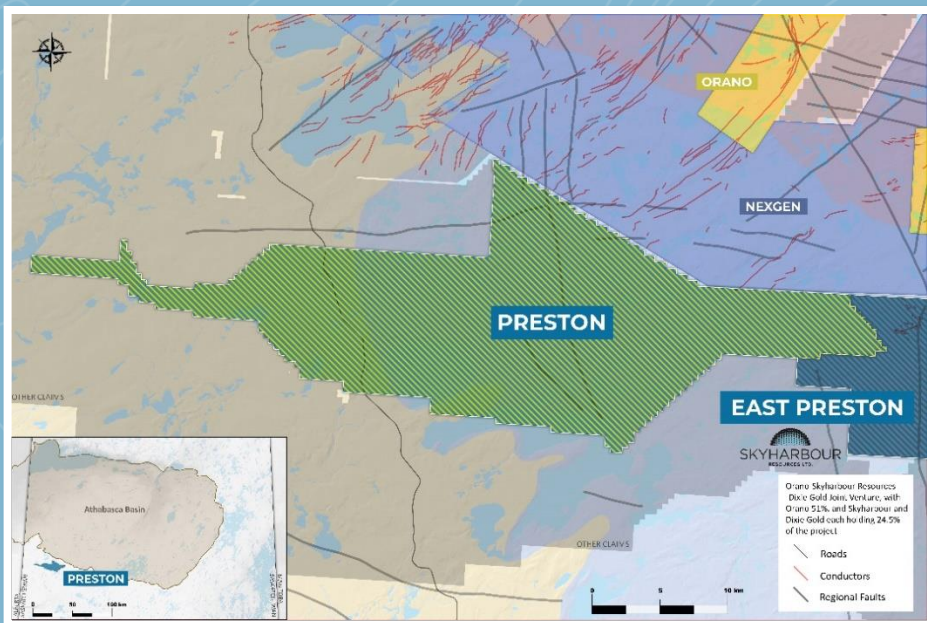 ORANO
NEXGEN
PRESTON
EAST PRESTON
SKYHARBOUR
RESOURCES LTD.
OTHER CLAIMS
OTHER CLAIMS
Orano Skyharbour Resources
Dixie Gold Joint Venture, with
Orano 51%, and Skyharbour and
Dixie Gold each holding 24.5%
of the project
Roads
Conductors
Regional Faults
0 5 10 km
Athabasca Basin
PRESTON
0 50 100 km